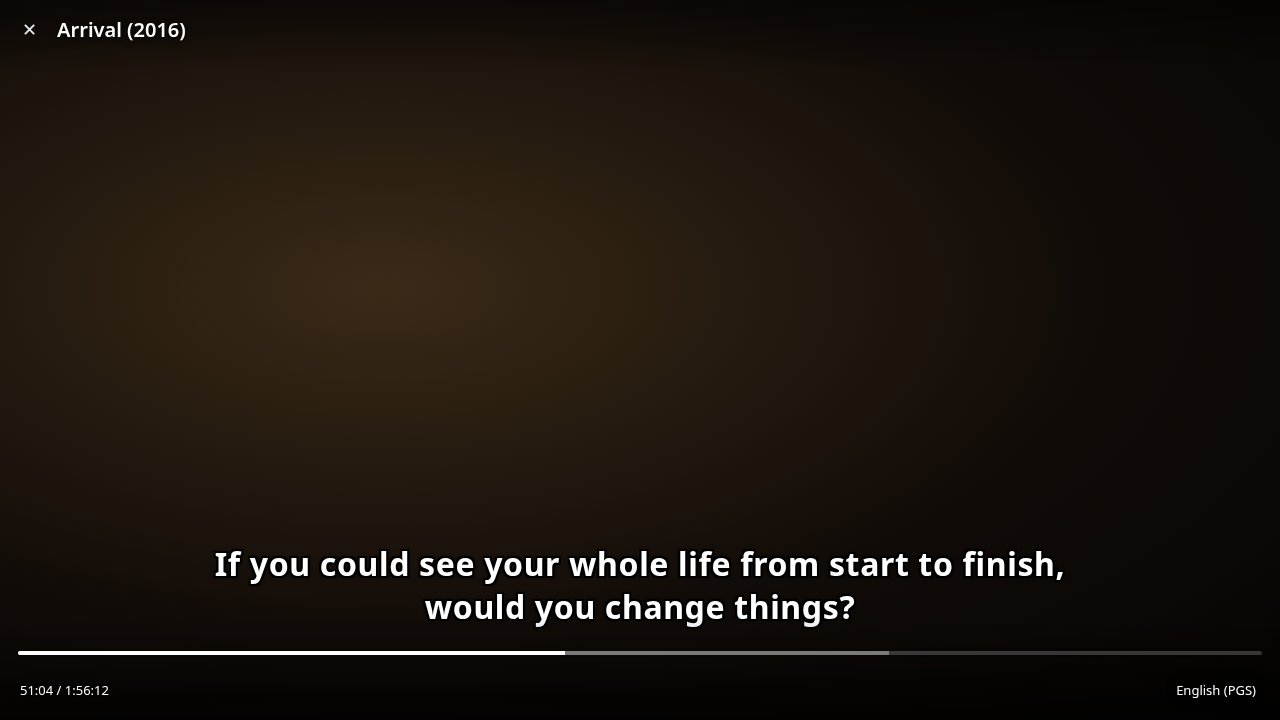 ✕ Arrival (2016)
If you could see your whole life from start to finish,
would you change things?
51:04 / 1:56:12
English (PGS)